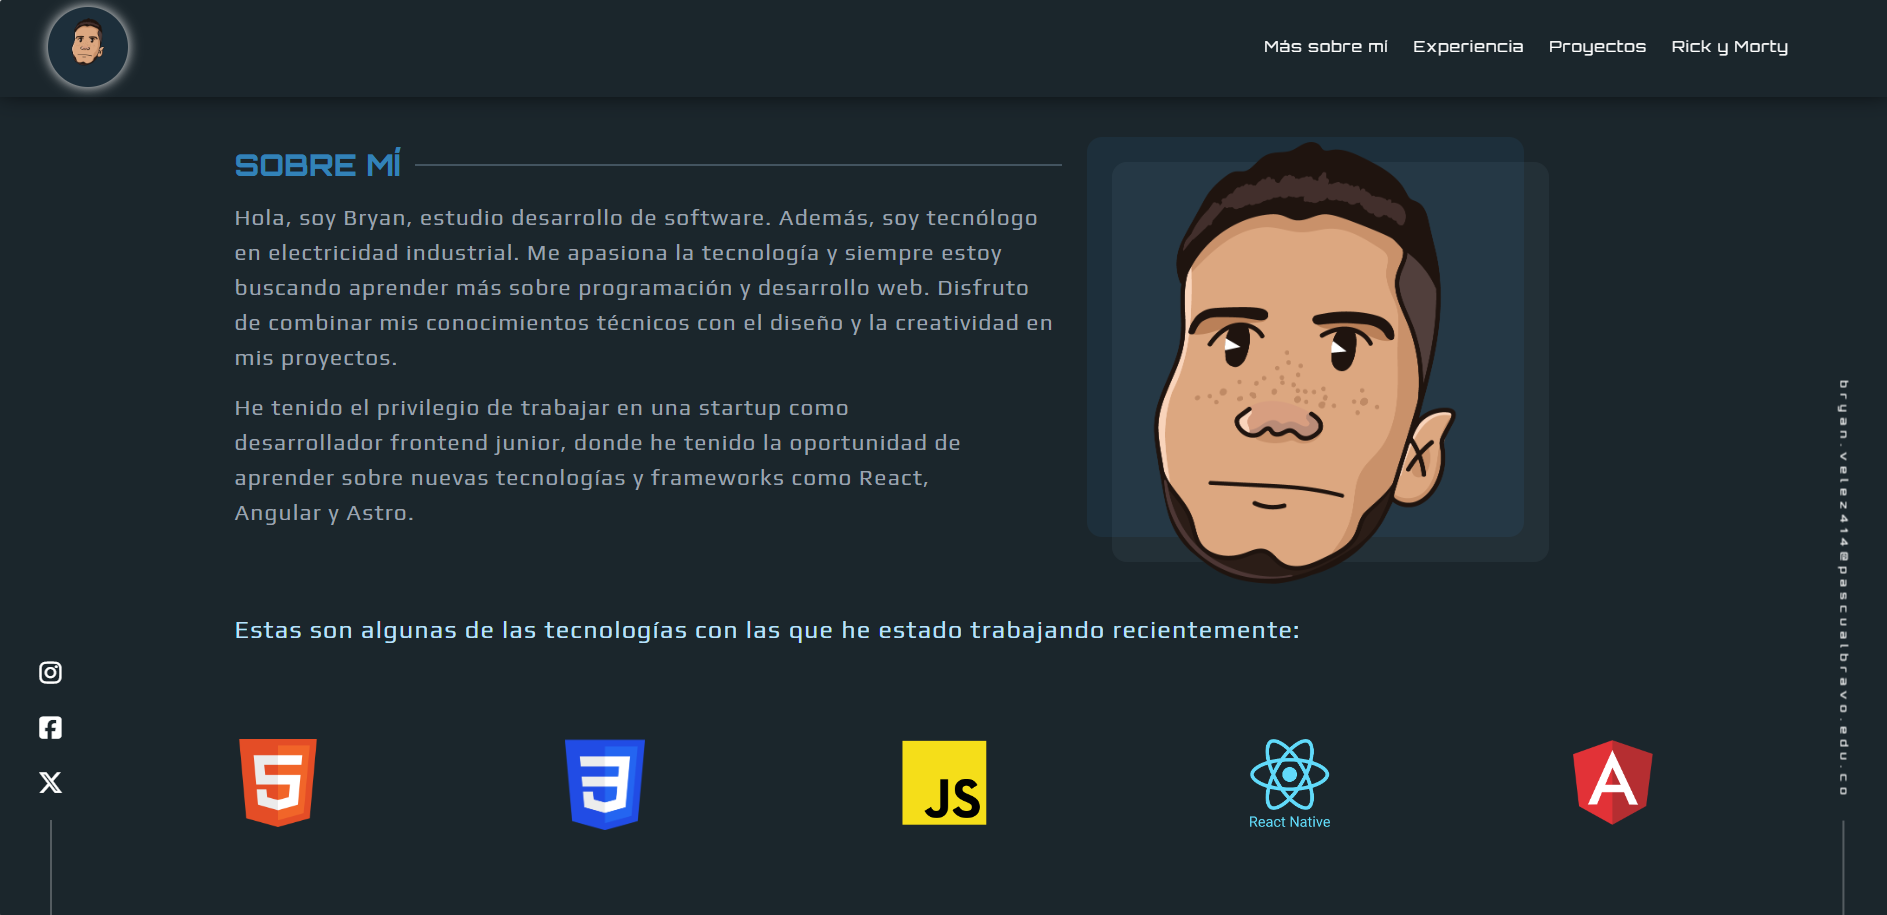 Más sobre mí
Experiencia
Proyectos
Rick y Morty
SOBRE MÍ
Hola, soy Bryan, estudio desarrollo de software. Además, soy tecnólogo
en electricidad industrial. Me apasiona la tecnología y siempre estoy
buscando aprender más sobre programación y desarrollo web. Disfruto
de combinar mis conocimientos técnicos con el diseño y la creatividad en
mis proyectos.
He tenido el privilegio de trabajar en una startup como
desarrollador frontend junior, donde he tenido la oportunidad de
aprender sobre nuevas tecnologías y frameworks como React,
Angular y Astro.
Estas son algunas de las tecnologías con las que he estado trabajando recientemente:
5
3
JS
React Native
A
bryan.velez414@pascualbravo.edu.co